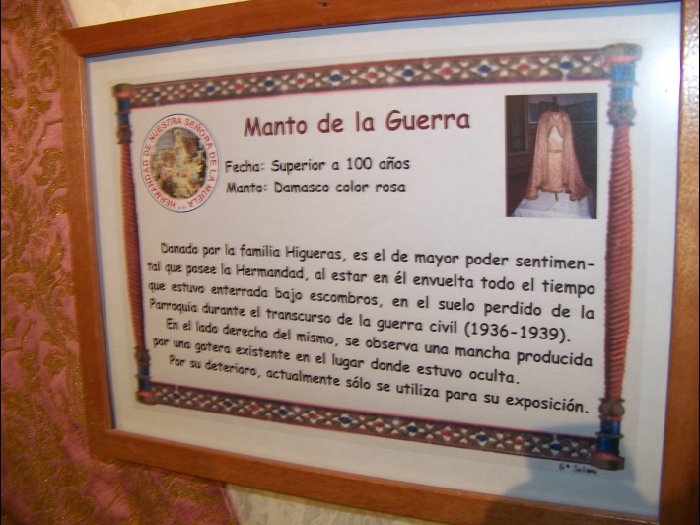 Manto de la Guerra
HERMANDAD DE NUESTRA SEÑORA DE LA MUELA
Fecha: Superior a 100 años
Manto: Damasco color rosa
Donado por la familia Higueras, es el de mayor poder sentimen-
tal que posee la Hermandad, al estar en él envuelta todo el tiempo
que estuvo enterrada bajo escombros, en el suelo perdido de la
Parroquia durante el transcurso de la guerra civil (1936-1939).
En el lado derecho del mismo, se observa una mancha producida
por una gotera existente en el lugar donde estuvo oculta.
Por su deterioro, actualmente sólo se utiliza para su exposición.